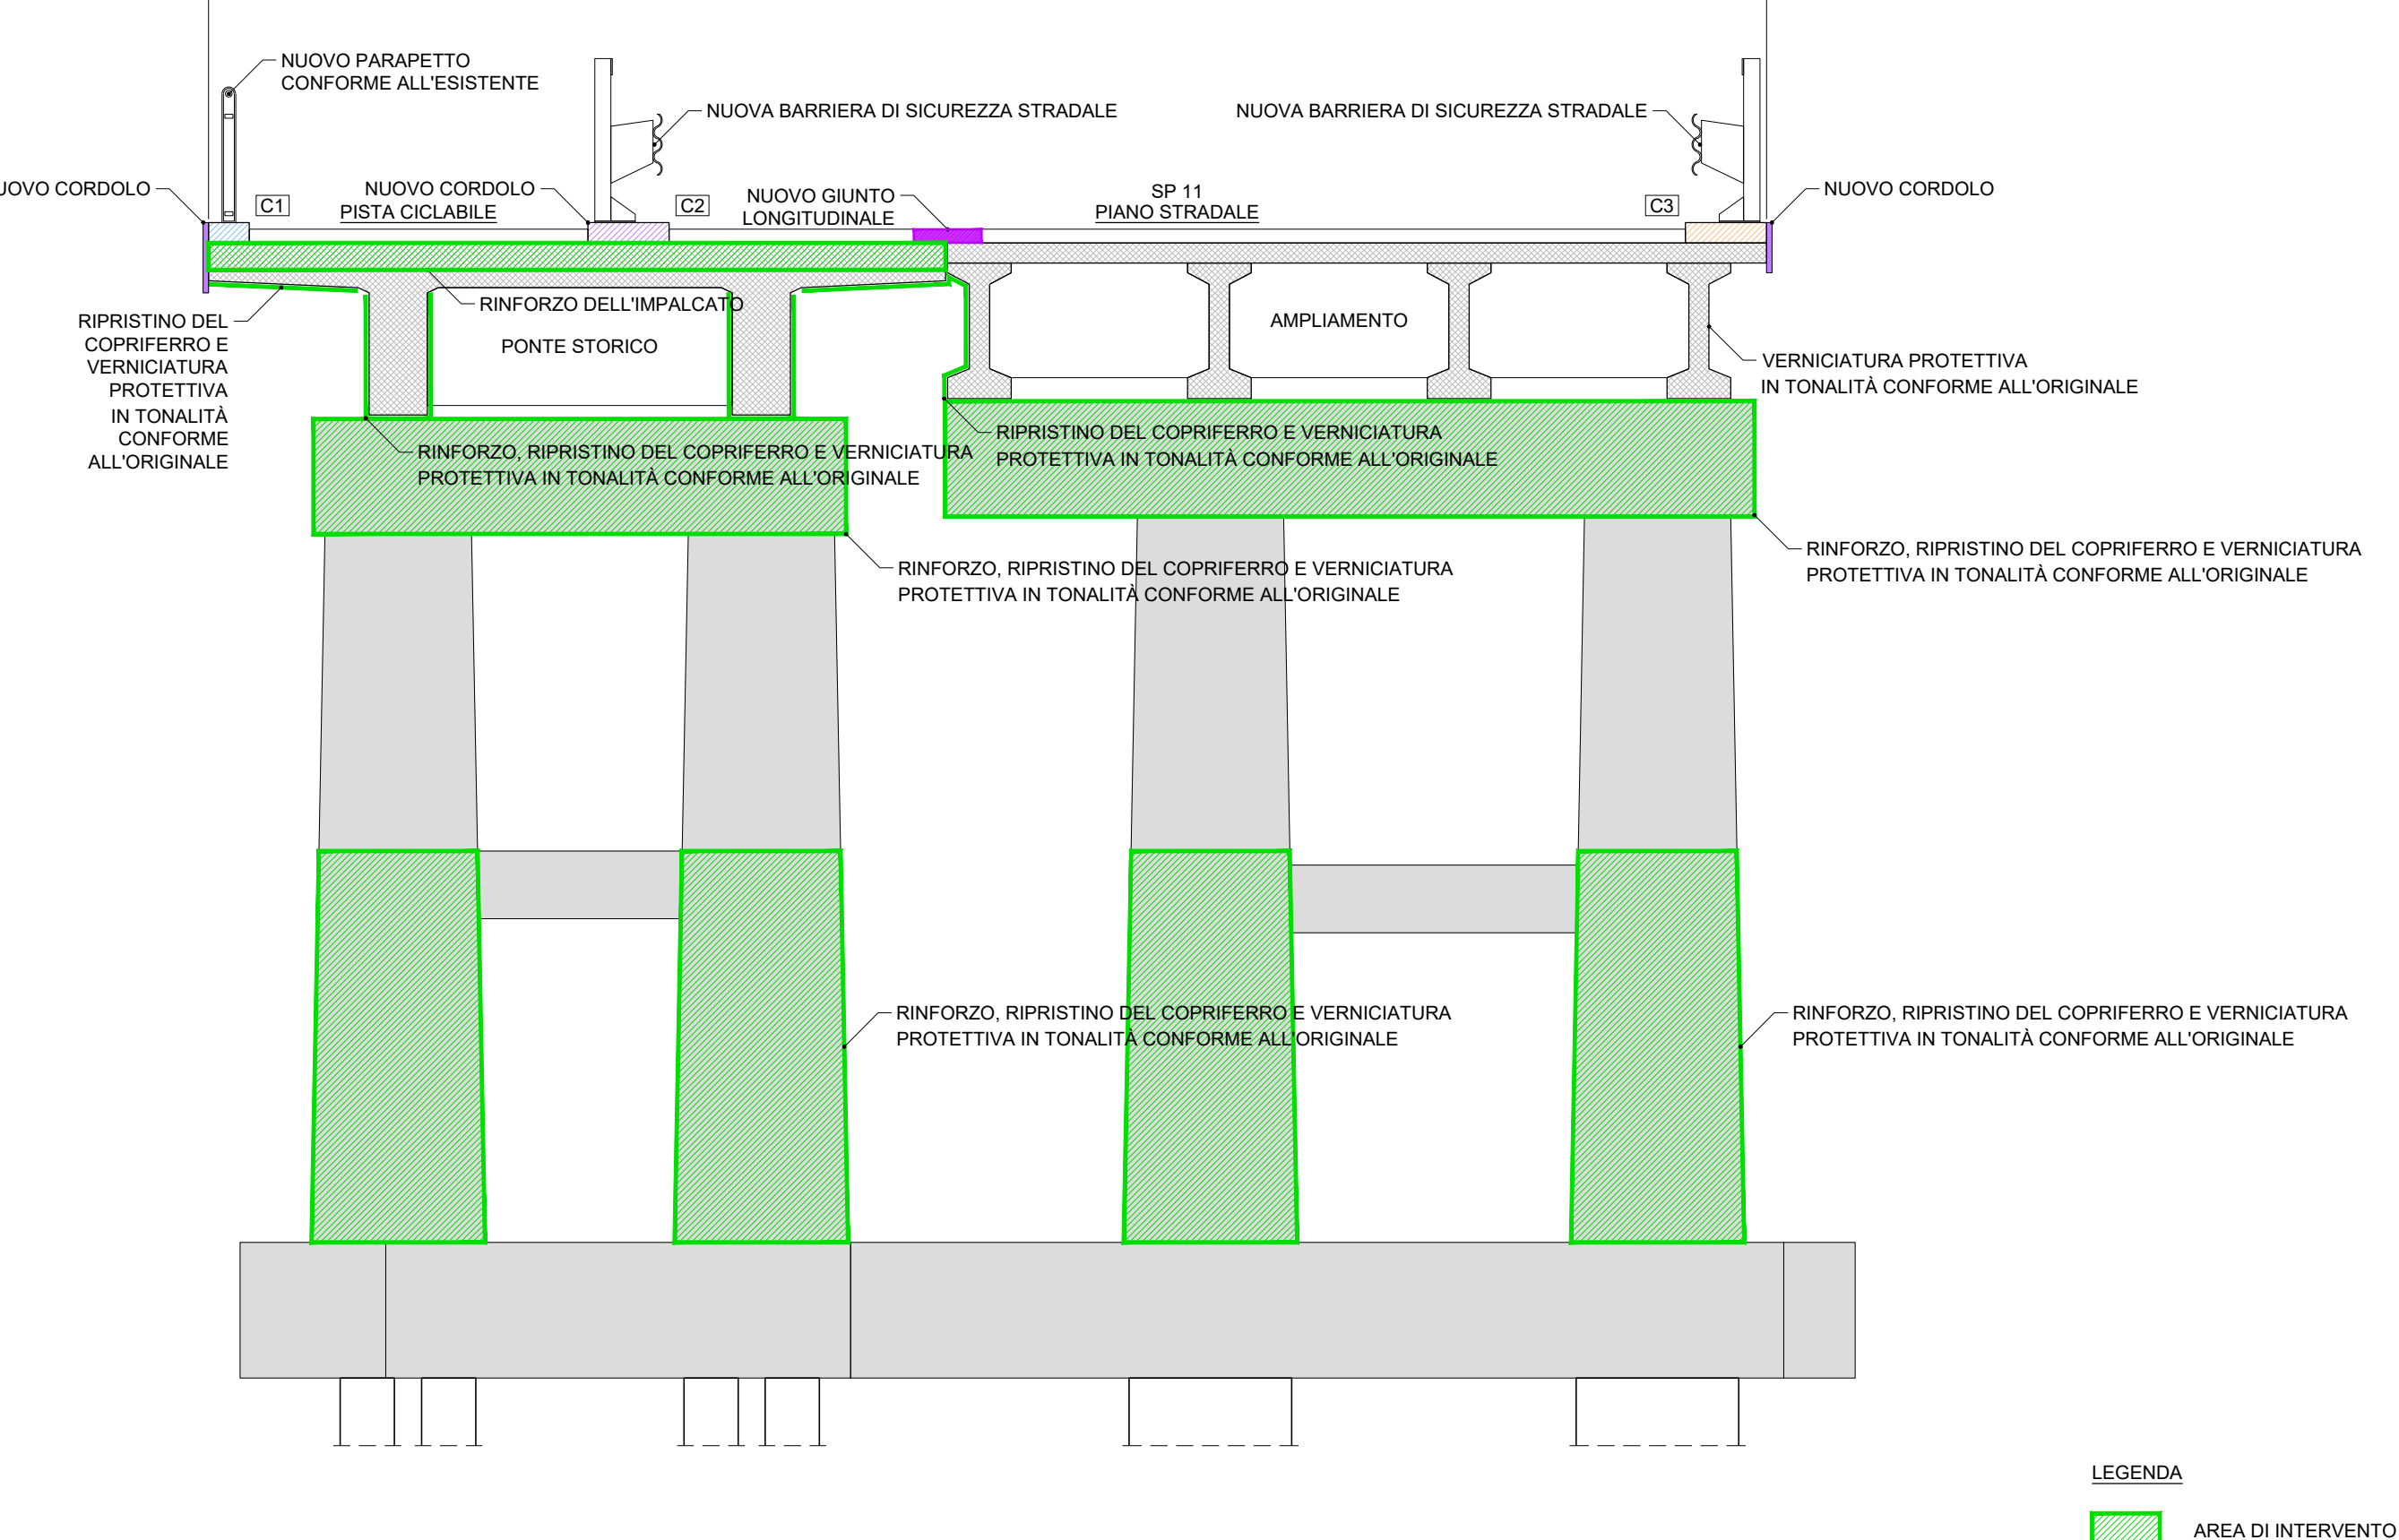 NUOVO PARAPETTO
CONFORME ALL'ESISTENTE
NUOVA BARRIERA DI SICUREZZA STRADALE
NUOVA BARRIERA DI SICUREZZA STRADALE
UOVO CORDOLO
C1
NUOVO CORDOLO
PISTA CICLABILE
C2
NUOVO GIUNTO
LONGITUDINALE
SP 11
PIANO STRADALE
C3
NUOVO CORDOLO
RINFORZO DELL'IMPALCATO
PONTE STORICO
AMPLIAMENTO
RIPRISTINO DEL
COPRIFERRO E
VERNICIATURA
PROTETTIVA
IN TONALITÀ
CONFORME
ALL'ORIGINALE
VERNICIATURA PROTETTIVA
IN TONALITÀ CONFORME ALL'ORIGINALE
RINFORZO, RIPRISTINO DEL COPRIFERRO E VERNICIATURA
PROTETTIVA IN TONALITÀ CONFORME ALL'ORIGINALE
RIPRISTINO DEL COPRIFERRO E VERNICIATURA
PROTETTIVA IN TONALITÀ CONFORME ALL'ORIGINALE
RINFORZO, RIPRISTINO DEL COPRIFERRO E VERNICIATURA
PROTETTIVA IN TONALITÀ CONFORME ALL'ORIGINALE
RINFORZO, RIPRISTINO DEL COPRIFERRO E VERNICIATURA
PROTETTIVA IN TONALITÀ CONFORME ALL'ORIGINALE
RINFORZO, RIPRISTINO DEL COPRIFERRO E VERNICIATURA
PROTETTIVA IN TONALITÀ CONFORME ALL'ORIGINALE
RINFORZO, RIPRISTINO DEL COPRIFERRO E VERNICIATURA
PROTETTIVA IN TONALITÀ CONFORME ALL'ORIGINALE
LEGENDA
AREA DI INTERVENTO